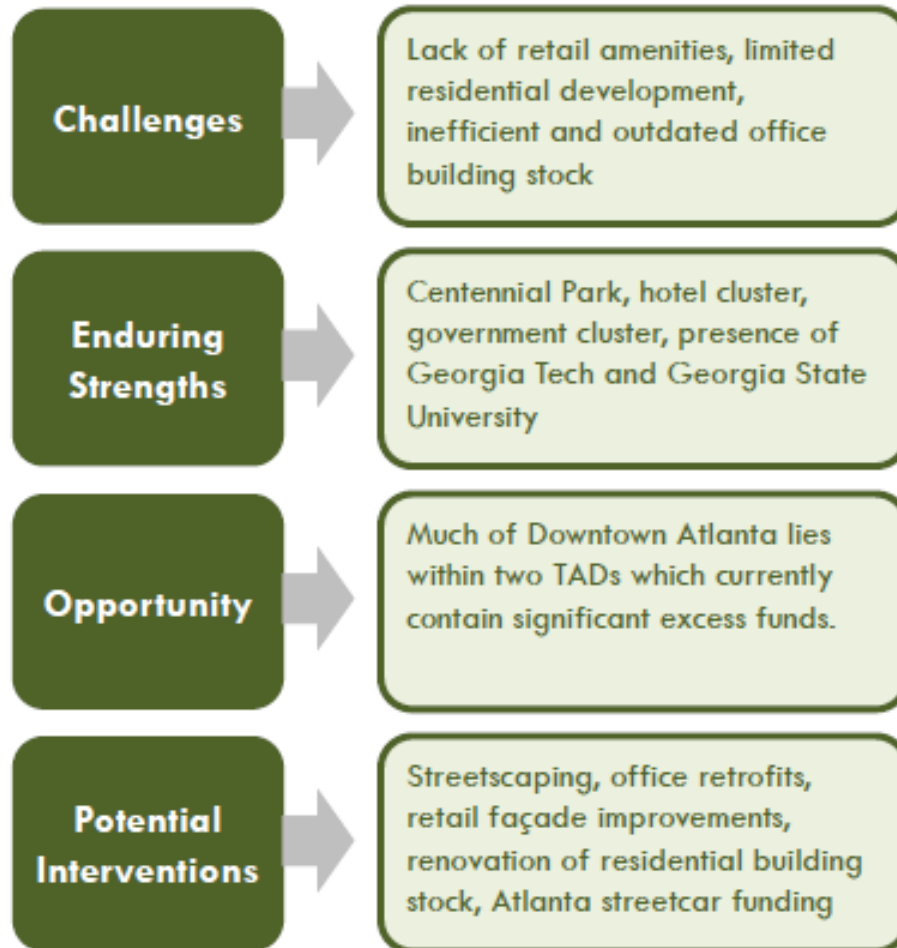 Challenges
Lack of retail amenities, limited
residential development,
inefficient and outdated office
building stock
Enduring
Strengths
Centennial Park, hotel cluster,
government cluster, presence of
Georgia Tech and Georgia State
University
Opportunity
Much of Downtown Atlanta lies
within two TADs which currently
contain significant excess funds.
Potential
Interventions
Streetscaping, office retrofits,
retail façade improvements,
renovation of residential building
stock, Atlanta streetcar funding